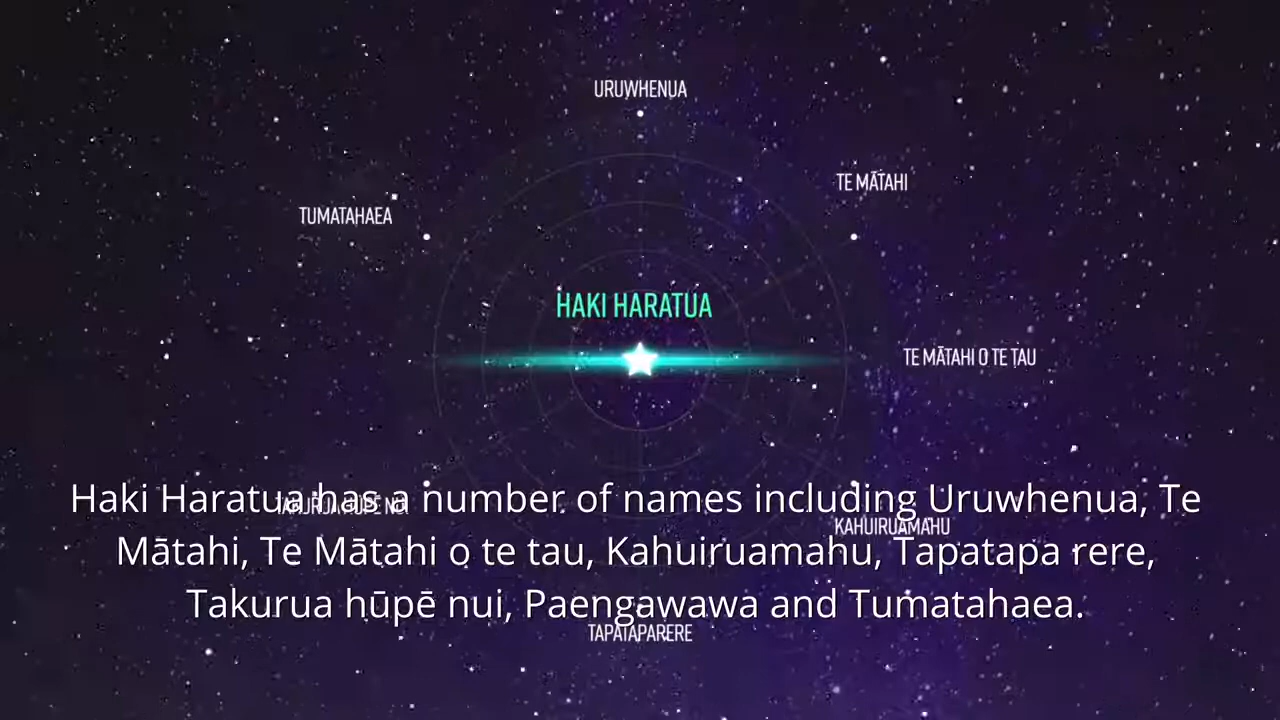 URUWHENUA
TE MĀTAHI
TUMATAHAEA
HAKI HARATUA
TE MĀTAHI O TE TAU
Haki Haratua has a number of names including Uruwhenua, Te
KAHUIRUAMAHU
Mātahi, Te Mātahi o te tau, Kahuiruamahu, Tapatapa rere,
Takurua hūpē nui, Paengawawa and Tumatahaea.
TAPATAPARERE